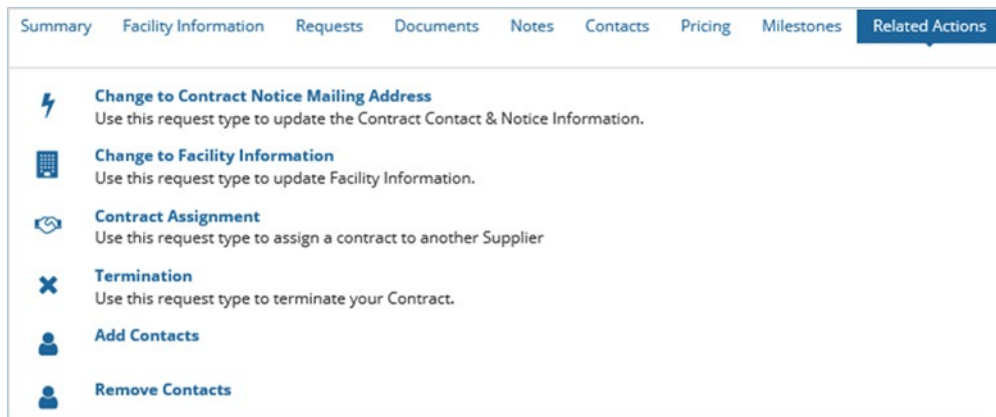 Summary Facility Information Requests Documents Notes Contacts Pricing Milestones Related Actions
Change to Contract Notice Mailing Address
Use this request type to update the Contract Contact & Notice Information.
Change to Facility Information
Use this request type to update Facility Information.
Contract Assignment
Use this request type to assign a contract to another Supplier
Termination
Use this request type to terminate your Contract.
Add Contacts
Remove Contacts